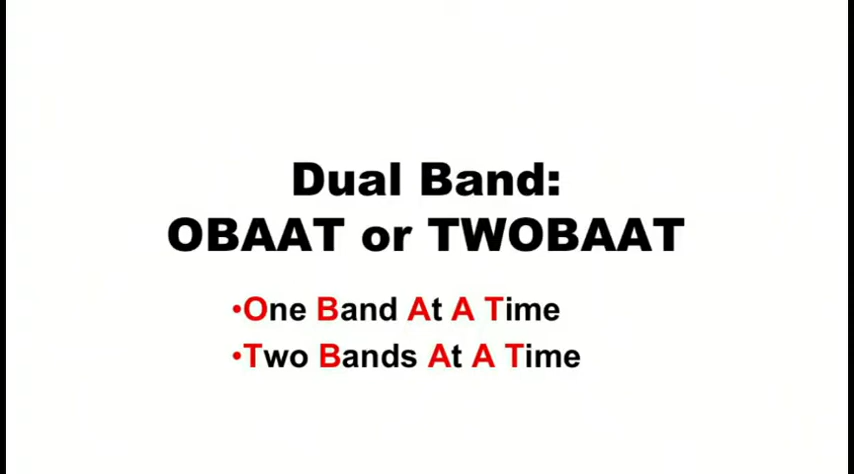 Dual Band:
OBAAT or TWOBAAT
•One Band At A Time
•Two Bands At A Time